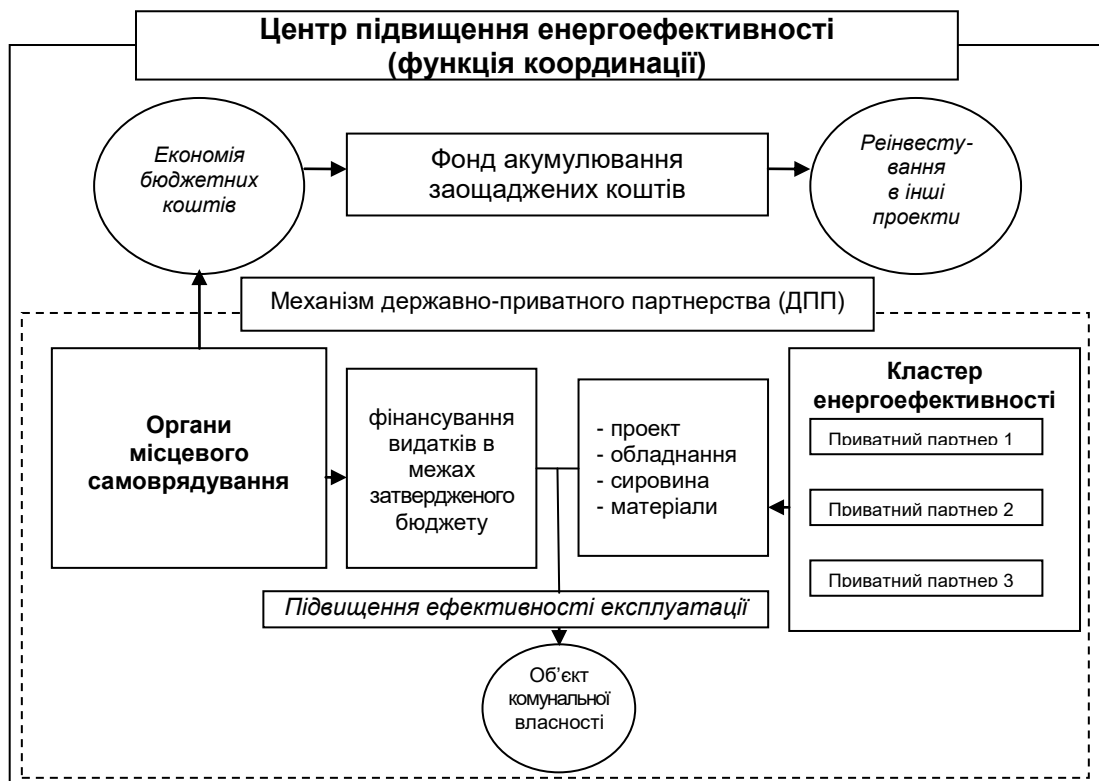 Центр підвищення енергоефективності
(функція координації)
Економія
бюджетних
коштів
Фонд акумулювання
заощаджених коштів
Реінвесту-
вання
в інші
проекти
Механізм державно-приватного партнерства (ДПП)
Органи
місцевого
самоврядування
фінансування
видатків в
межах
затвердженого
бюджету
- проект
- обладнання
- сировина
- матеріали
Кластер
енергоефективності
Приватний партнер 1
Приватний партнер 2
Приватний партнер 3
Підвищення ефективності експлуатації
Об’єкт
комунальної
власності